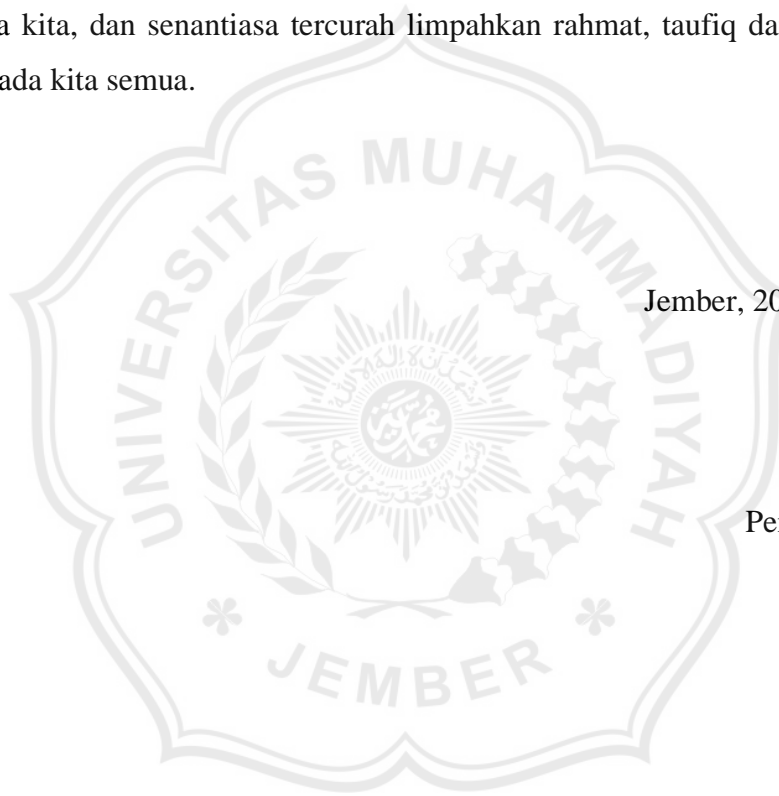 a kita, dan senantiasa tercurah limpahkan rahmat, taufiq da
ada kita semua.
UNIVERSITAS MUHAMMADIYAH
Jember, 20
Pe
* JEMBER *